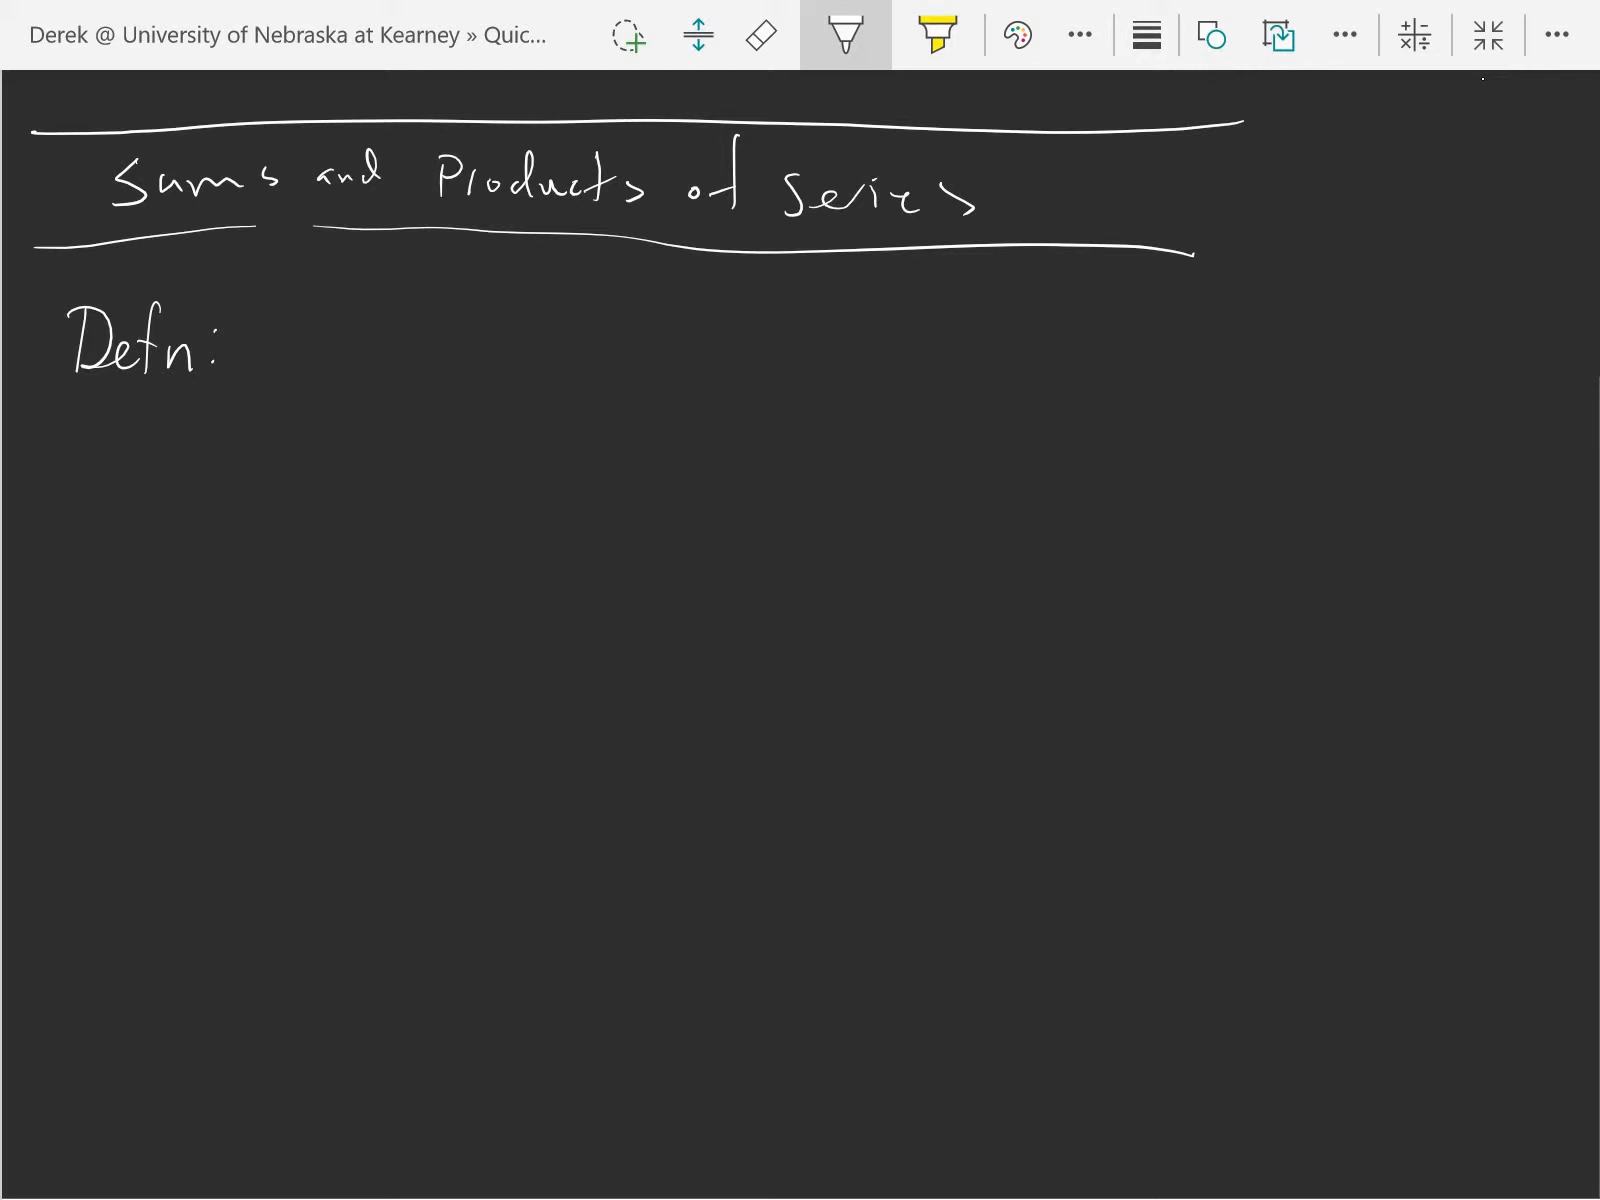 Derek @ University of Nebraska at Kearney » Quic...
Sums and Products of Series
Defn: